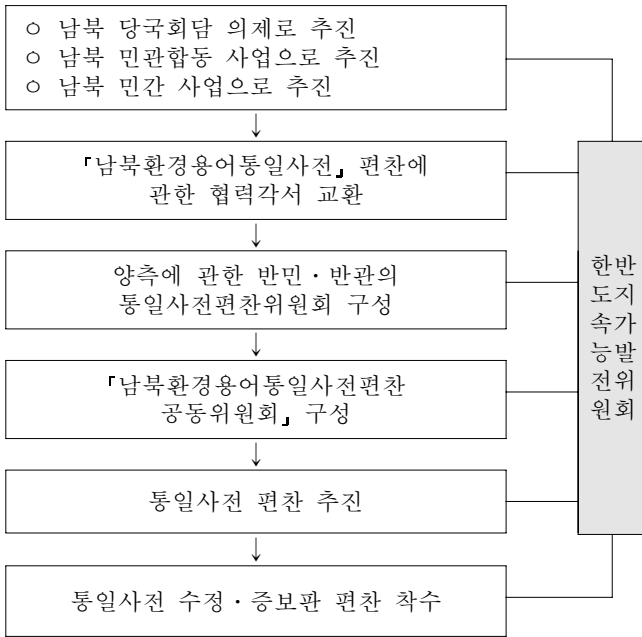 ○ 남북 당국회담 의제로 추진
○ 남북 민관합동 사업으로 추진
○ 남북 민간 사업으로 추진
『남북환경용어통일사전』 편찬에
관한 협력각서 교환
양측에 관한 반민・반관의
통일사전편찬위원회 구성
『남북환경용어통일사전편찬
공동위원회』 구성
통일사전 편찬 추진
통일사전 수정・증보판 편찬 착수
한반
도지
속가
능발
전위
원회